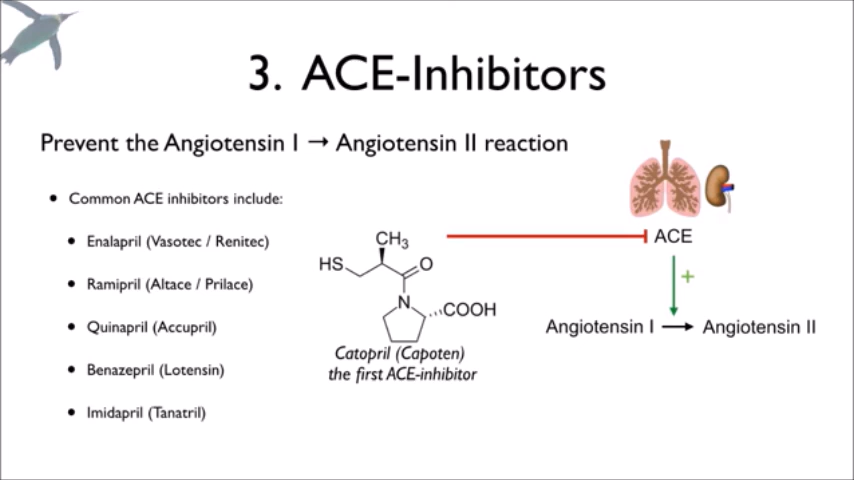 3. ACE-Inhibitors
Prevent the Angiotensin I → Angiotensin II reaction
• Common ACE inhibitors include:
• Enalapril (Vasotec / Renitec)
• Ramipril (Altace / Prilace)
• Quinapril (Accupril)
• Benazepril (Lotensin)
• Imidapril (Tanatril)
CH3
HS
O
N
COOH
Catopril (Capoten)
the first ACE-inhibitor
ACE
+
Angiotensin I → Angiotensin II